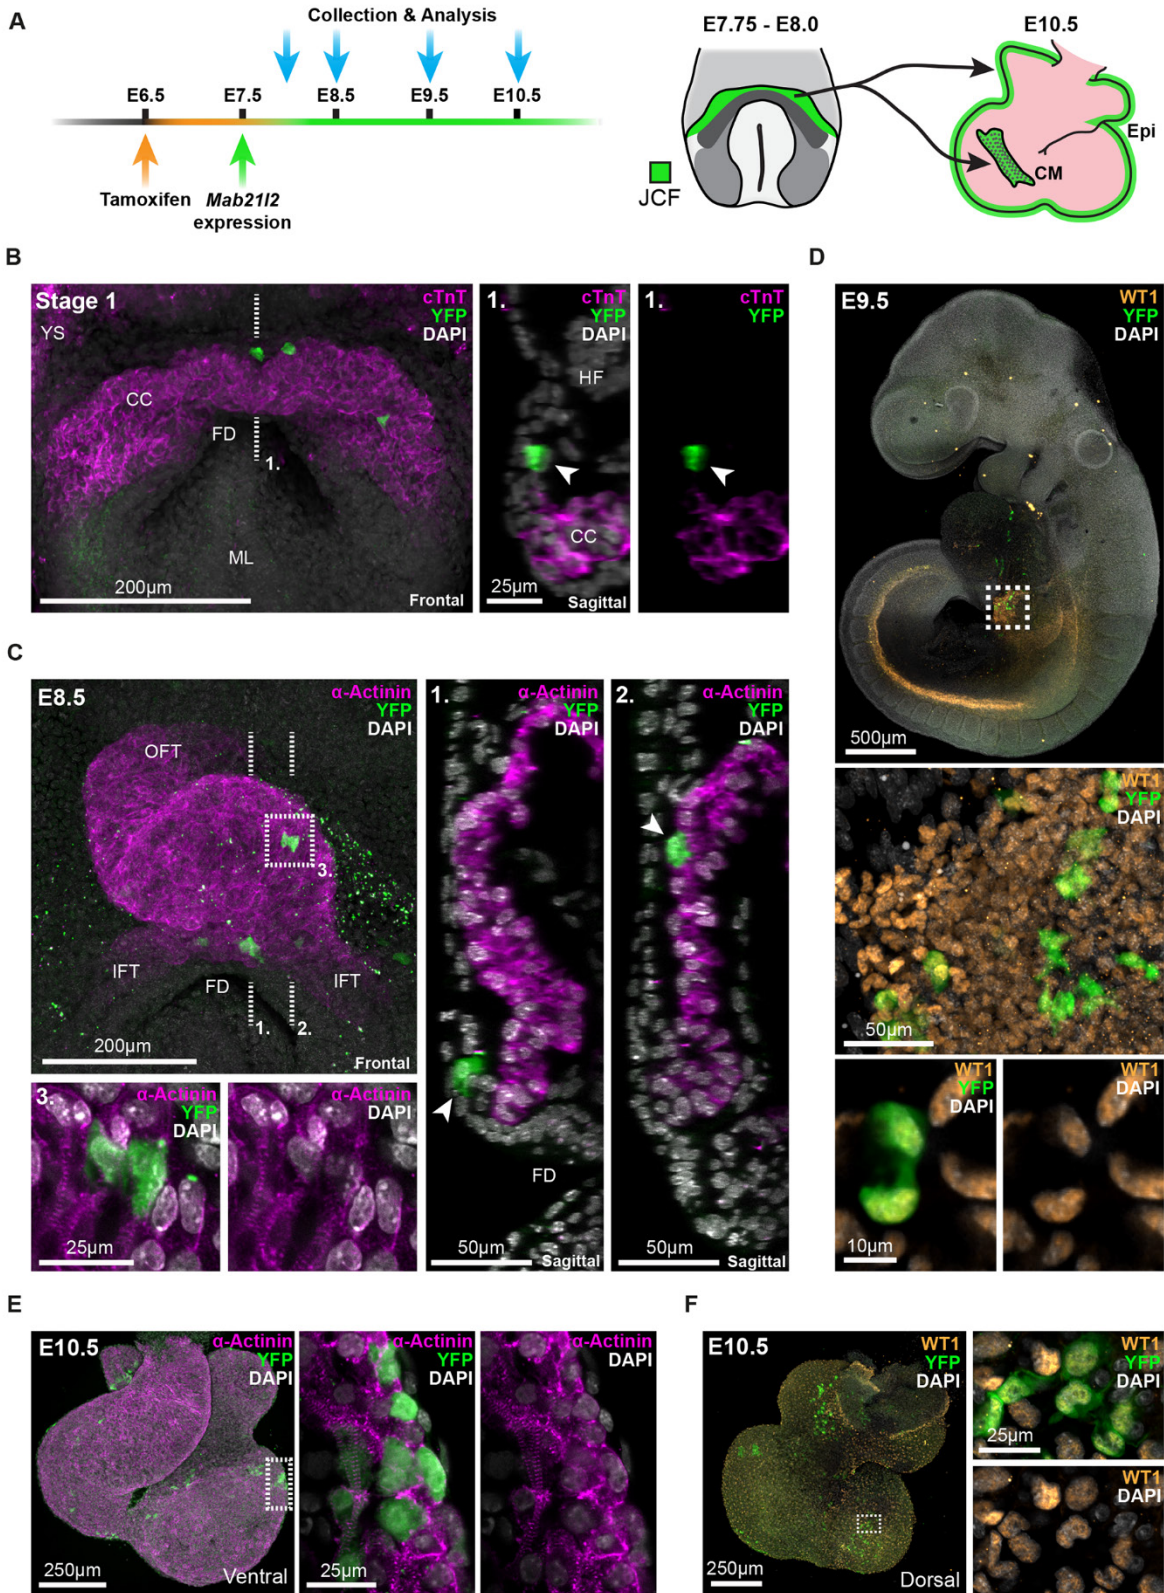 A
Collection & Analysis
E6.5
E7.5
E8.5
E9.5
E10.5
Tamoxifen
Mab21l2
expression
E7.75 - E8.0
E10.5
JCF
Epi
CM
B
Stage 1
cTnT
YFP
DAPI
YS
CC
FD
1.
ML
200µm
Frontal
1.
cTnT
YFP
DAPI
HF
CC
25µm
Sagittal
1.
cTnT
YFP
C
E8.5
α-Actinin
YFP
DAPI
OFT
3.
IFT
FD
IFT
1.
2.
200µm
Frontal
3.
α-Actinin
YFP
DAPI
25µm
α-Actinin
DAPI
1.
α-Actinin
YFP
DAPI
FD
50µm
Sagittal
2.
α-Actinin
YFP
DAPI
50µm
Sagittal
D
E9.5
WT1
YFP
DAPI
500µm
WT1
YFP
DAPI
50µm
WT1
YFP
DAPI
10µm
WT1
DAPI
E
E10.5
α-Actinin
YFP
DAPI
250µm
Ventral
α-Actinin
YFP
DAPI
25µm
α-Actinin
DAPI
F
E10.5
WT1
YFP
DAPI
250µm
Dorsal
WT1
YFP
DAPI
25µm
WT1
DAPI